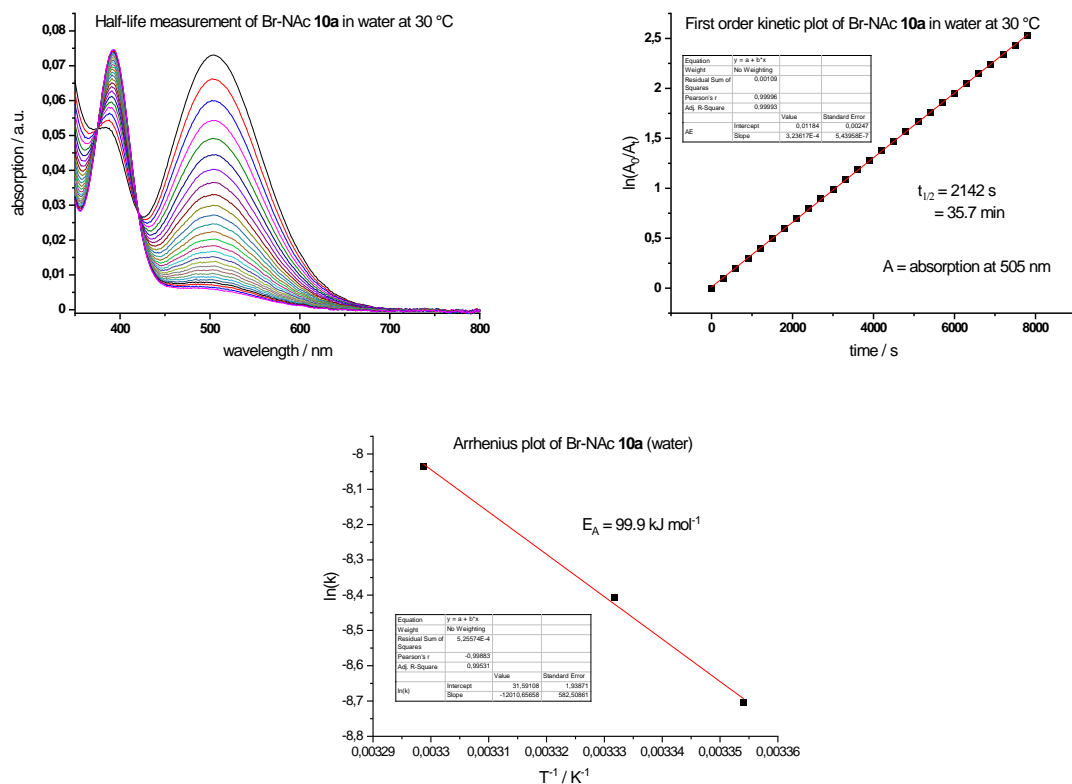 Half-life measurement of Br-NAc 10a in water at 30 °C
0,08
0,07
0,06
0,05
0,04
0,03
0,02
0,01
0
absorption / a.u.
400 500 600 700 800
wavelength / nm
First order kinetic plot of Br-NAc 10a in water at 30 °C
2,5
2,0
1,5
1,0
0,5
0
ln(A0/At)
Equation y = a + b*x
Weight No Weighting
Residual Sum of Squares 0,00109
Pearson's r 0,99996
Adj. R-Square 0,99993
Value Standard Error
AE Intercept 0,01184 0,00247
Slope 3,23617E-4 5,43958E-7
t1/2 = 2142 s
= 35.7 min
A = absorption at 505 nm
0 2000 4000 6000 8000
time / s
Arrhenius plot of Br-NAc 10a (water)
-8
-8,1
-8,2
-8,3
-8,4
-8,5
-8,6
-8,7
-8,8
ln(k)
EA = 99.9 kJ mol-1
Equation y = a + b*x
Weight No Weighting
Residual Sum of Squares 5,25574E-4
Pearson's r -0,99883
Adj. R-Square 0,99531
Value Standard Error
ln(k) Intercept 31,59108 1,93871
Slope -12010,65658 582,50861
0,00329 0,0033 0,00331 0,00332 0,00333 0,00334 0,00335 0,00336
T-1 / K-1